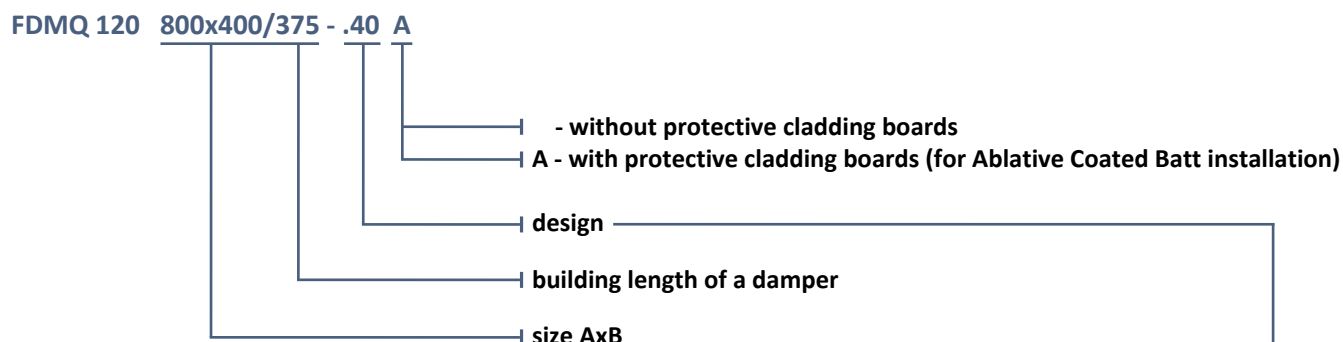 FDMQ 120 800x400/375 - .40 A
- without protective cladding boards
A - with protective cladding boards (for Ablative Coated Batt installation)
design
building length of a damper
size AxB